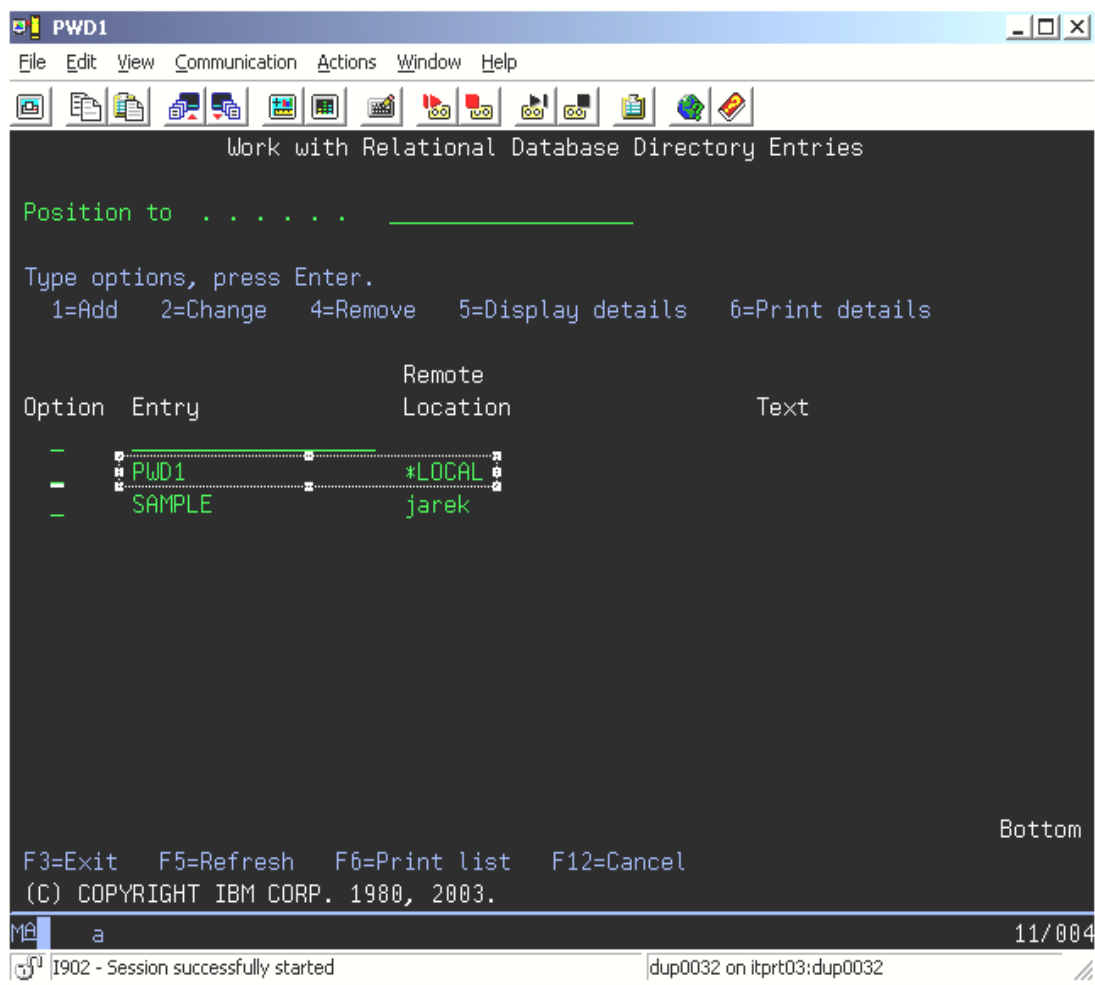 PWD1
File Edit View Communication Actions Window Help
Work with Relational Database Directory Entries
Position to . . . . . .
Type options, press Enter.
1=Add 2=Change 4=Remove 5=Display details 6=Print details
Remote
Option Entry Location Text
PWD1 *LOCAL
SAMPLE jarek
Bottom
F3=Exit F5=Refresh F6=Print list F12=Cancel
(C) COPYRIGHT IBM CORP. 1980, 2003.
MA a 11/004
I902 - Session successfully started dup0032 on itprt03:dup0032